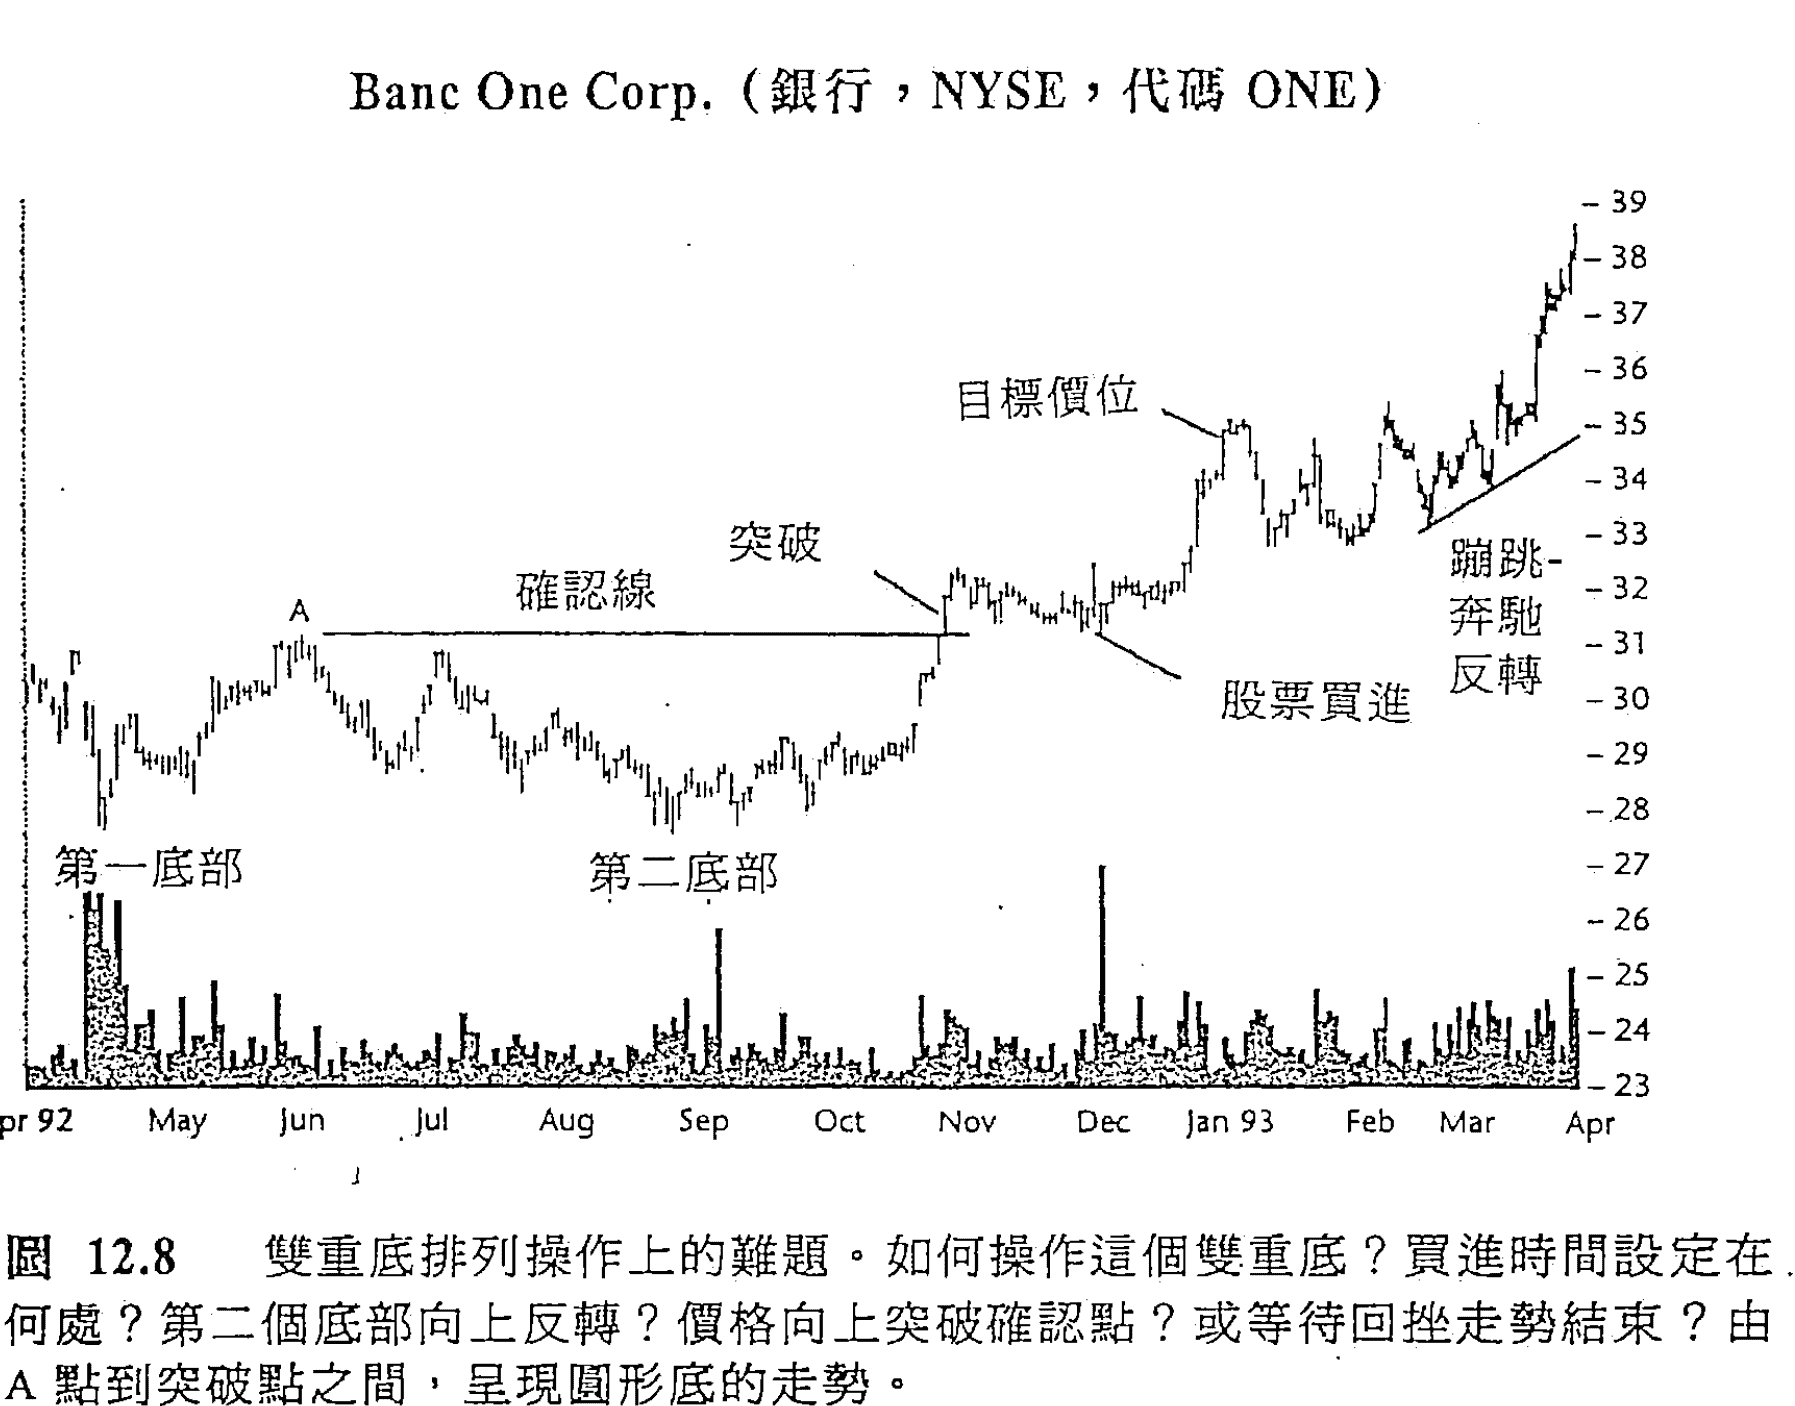 Banc One Corp.（銀行，NYSE，代碼 ONE）
– 39
– 38
– 37
– 36
目標價位
– 35
– 34
突破
– 33
蹦跳-
確認線
– 32
A
奔馳
– 31
反轉
股票買進
– 30
– 29
– 28
第一底部
第二底部
– 27
– 26
– 25
– 24
– 23
pr 92 May Jun Jul Aug Sep Oct Nov Dec Jan 93 Feb Mar Apr
圖 12.8 雙重底排列操作上的難題。如何操作這個雙重底？買進時間設定在
何處？第二個底部向上反轉？價格向上突破確認點？或等待回挫走勢結束？由
A 點到突破點之間，呈現圓形底的走勢。